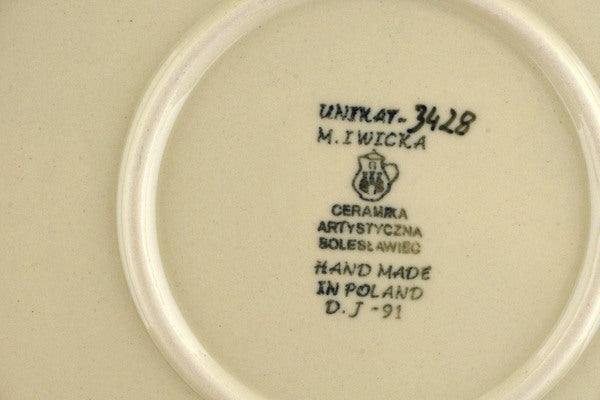 UNIKAT-3428
M. IWICKA
CERAMIKA
ARTYSTYCZNA
BOLESŁAWIEC
HAND MADE
IN POLAND
D.J-91